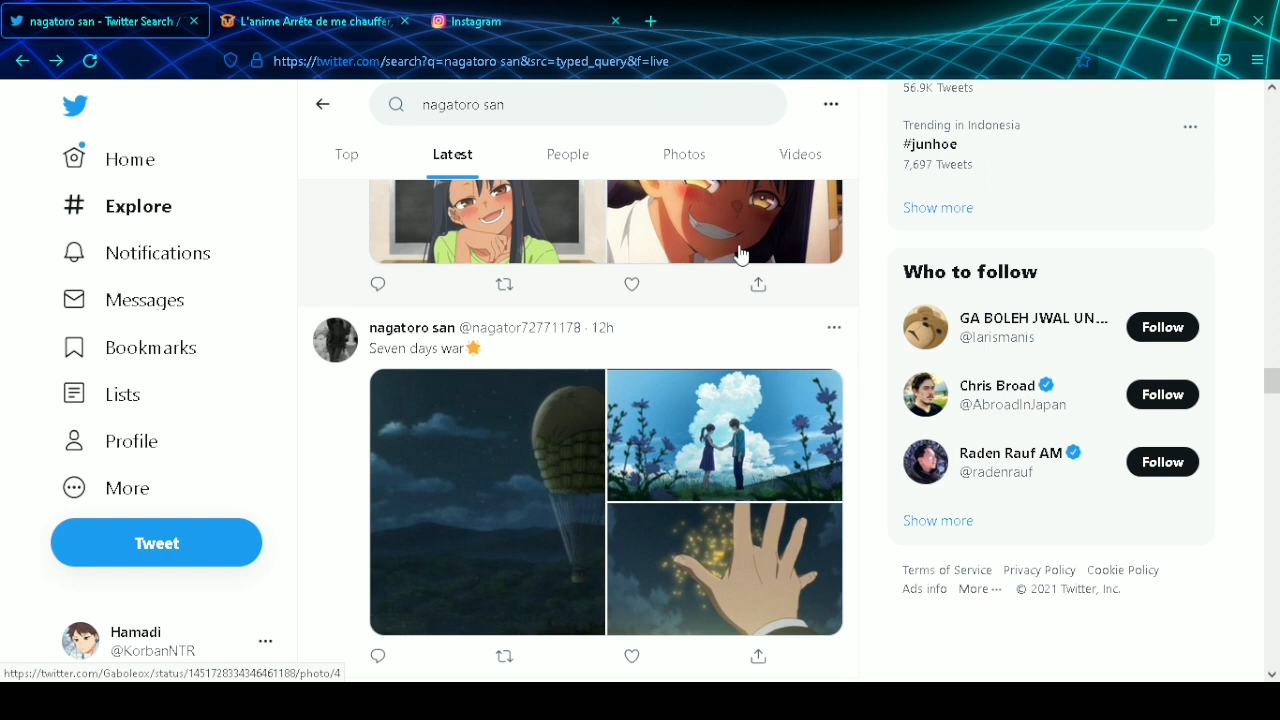 nagatoro san - Twitter Search /
L'anime Arrête de me chauffer,
Instagram
https://twitter.com/search?q=nagatoro san&src=typed_query&f=live
nagatoro san
Top
Latest
People
Photos
Videos
Home
Explore
Notifications
Messages
Bookmarks
Lists
Profile
More
Tweet
Hamadi
@KorbanNTR
nagatoro san @nagator72771178 · 12h
Seven days war
56.9K Tweets
Trending in Indonesia
#junhoe
7,697 Tweets
Show more
Who to follow
GA BOLEH JWAL UN...
@larismanis
Follow
Chris Broad
@AbroadInJapan
Follow
Raden Rauf AM
@radenrauf
Follow
Show more
Terms of Service Privacy Policy Cookie Policy
Ads info More ··· © 2021 Twitter, Inc.
https://twitter.com/Gaboleox/status/1451728334346461188/photo/4